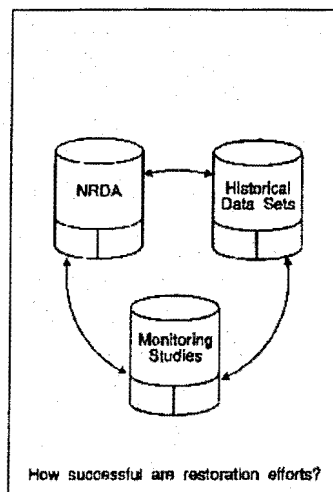 NRDA
Historical
Data Sets
Monitoring
Studies
How successful are restoration efforts?